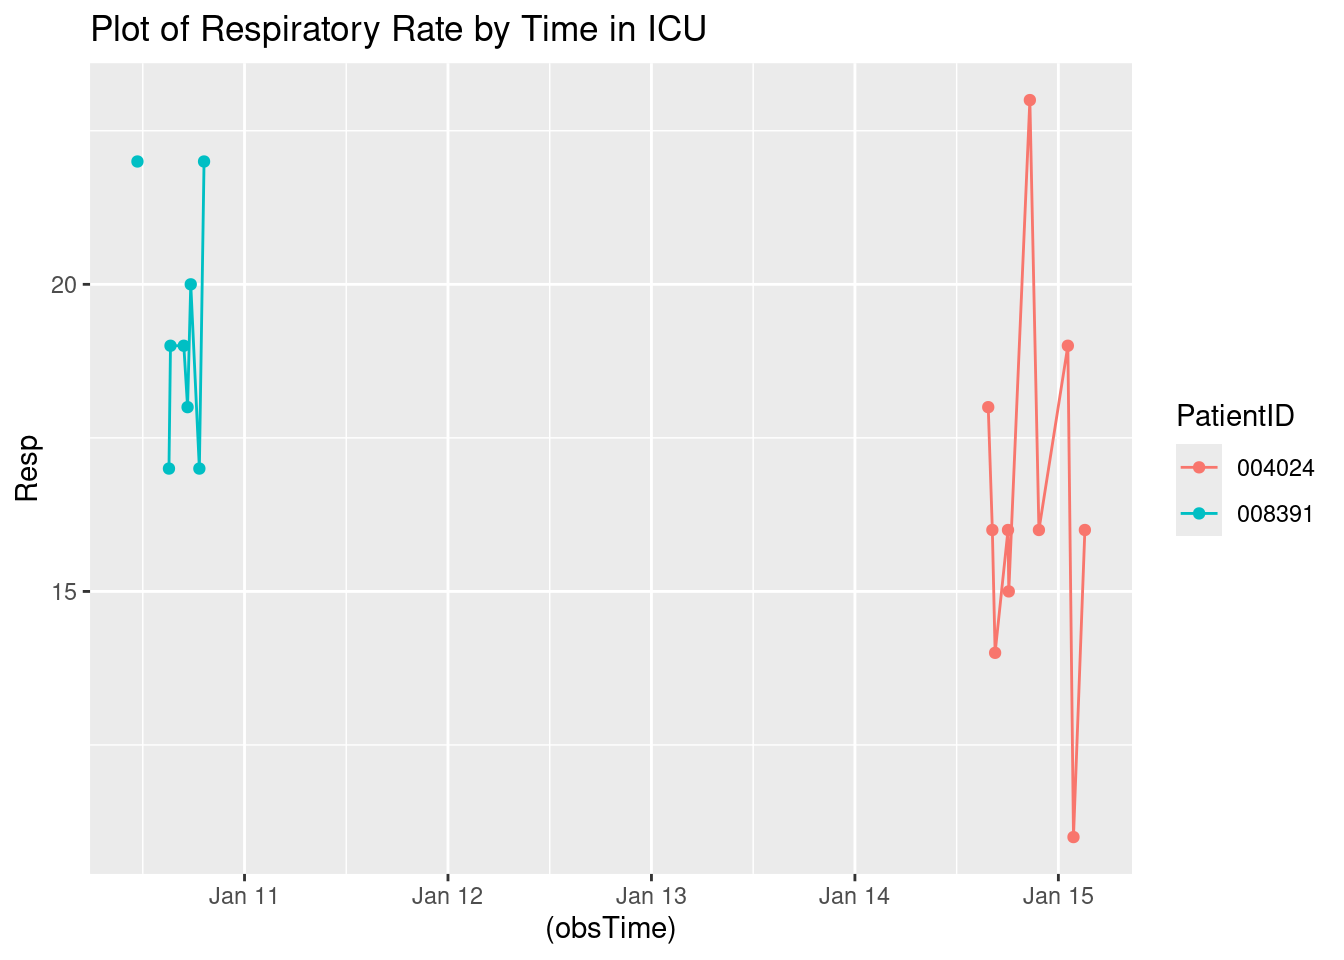 Plot of Respiratory Rate by Time in ICU
20
15
Resp
Jan 11
Jan 12
Jan 13
Jan 14
Jan 15
(obsTime)
PatientID
004024
008391